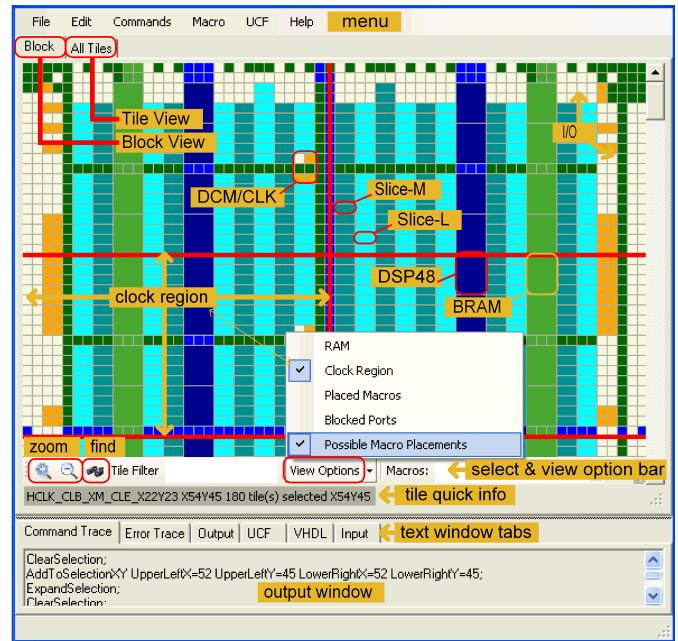 File Edit Commands Macro UCF Help menu
Block All Tiles
Tile View
Block View
I/O
DCM/CLK
Slice-M
Slice-L
DSP48
clock region
BRAM
RAM
Clock Region
Placed Macros
Blocked Ports
Possible Macro Placements
zoom find
Tile Filter View Options Macros: select & view option bar
HCLK_CLB_XM_CLE_X22Y23 X54Y45 180 tile(s) selected X54Y45 tile quick info
Command Trace Error Trace Output UCF VHDL Input text window tabs
ClearSelection;
AddToSelectionXY UpperLeftX=52 UpperLeftY=45 LowerRightX=52 LowerRightY=45;
ExpandSelection;
output window
ClearSelection;